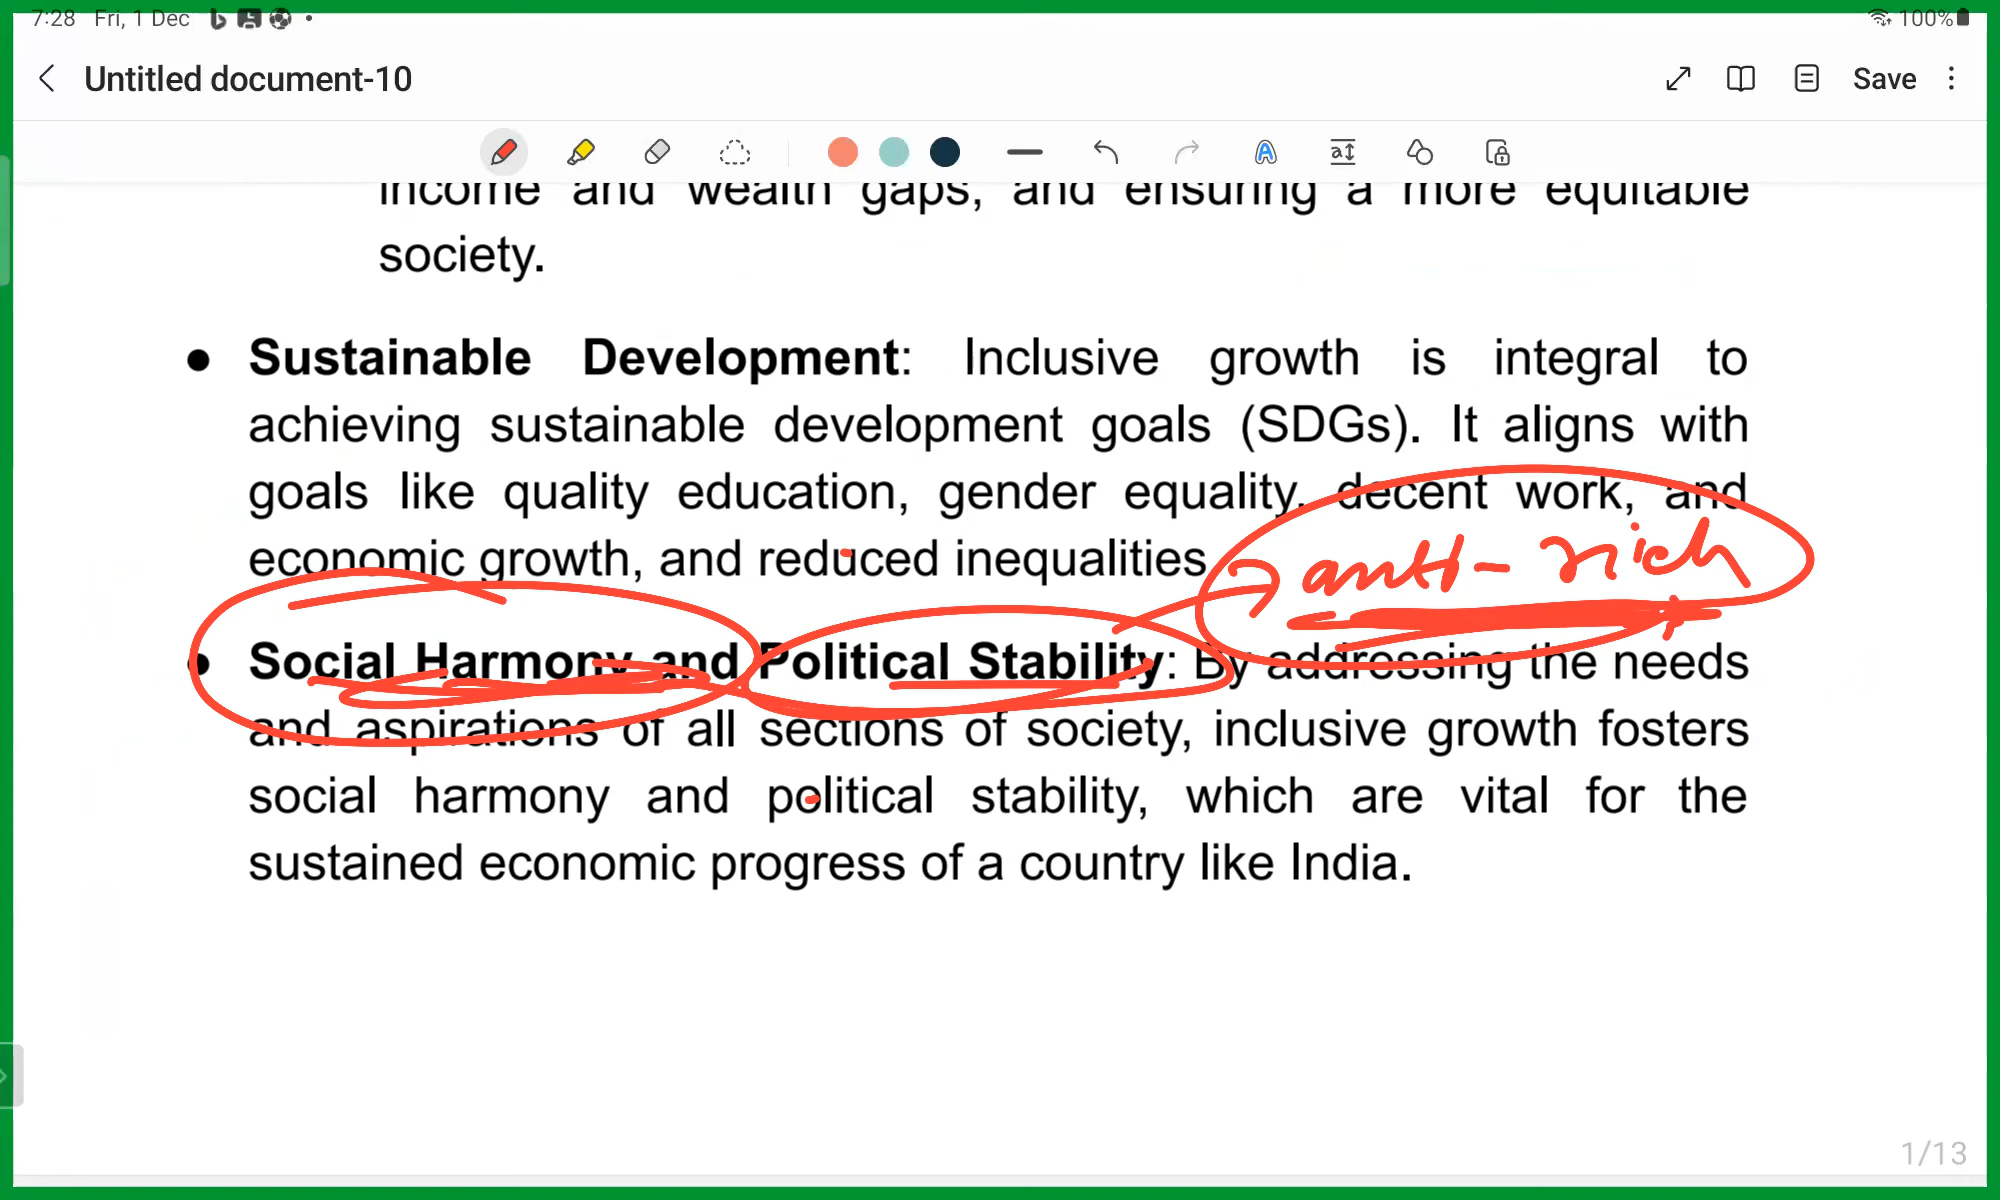 7:28 Fri, 1 Dec
100%
Untitled document-10
Save
income and wealth gaps, and ensuring a more equitable
society.
● Sustainable Development: Inclusive growth is integral to
achieving sustainable development goals (SDGs). It aligns with
goals like quality education, gender equality, decent work, and
economic growth, and reduced inequalities
anti-rich
● Social Harmony and Political Stability: By addressing the needs
and aspirations of all sections of society, inclusive growth fosters
social harmony and political stability, which are vital for the
sustained economic progress of a country like India.
1/13